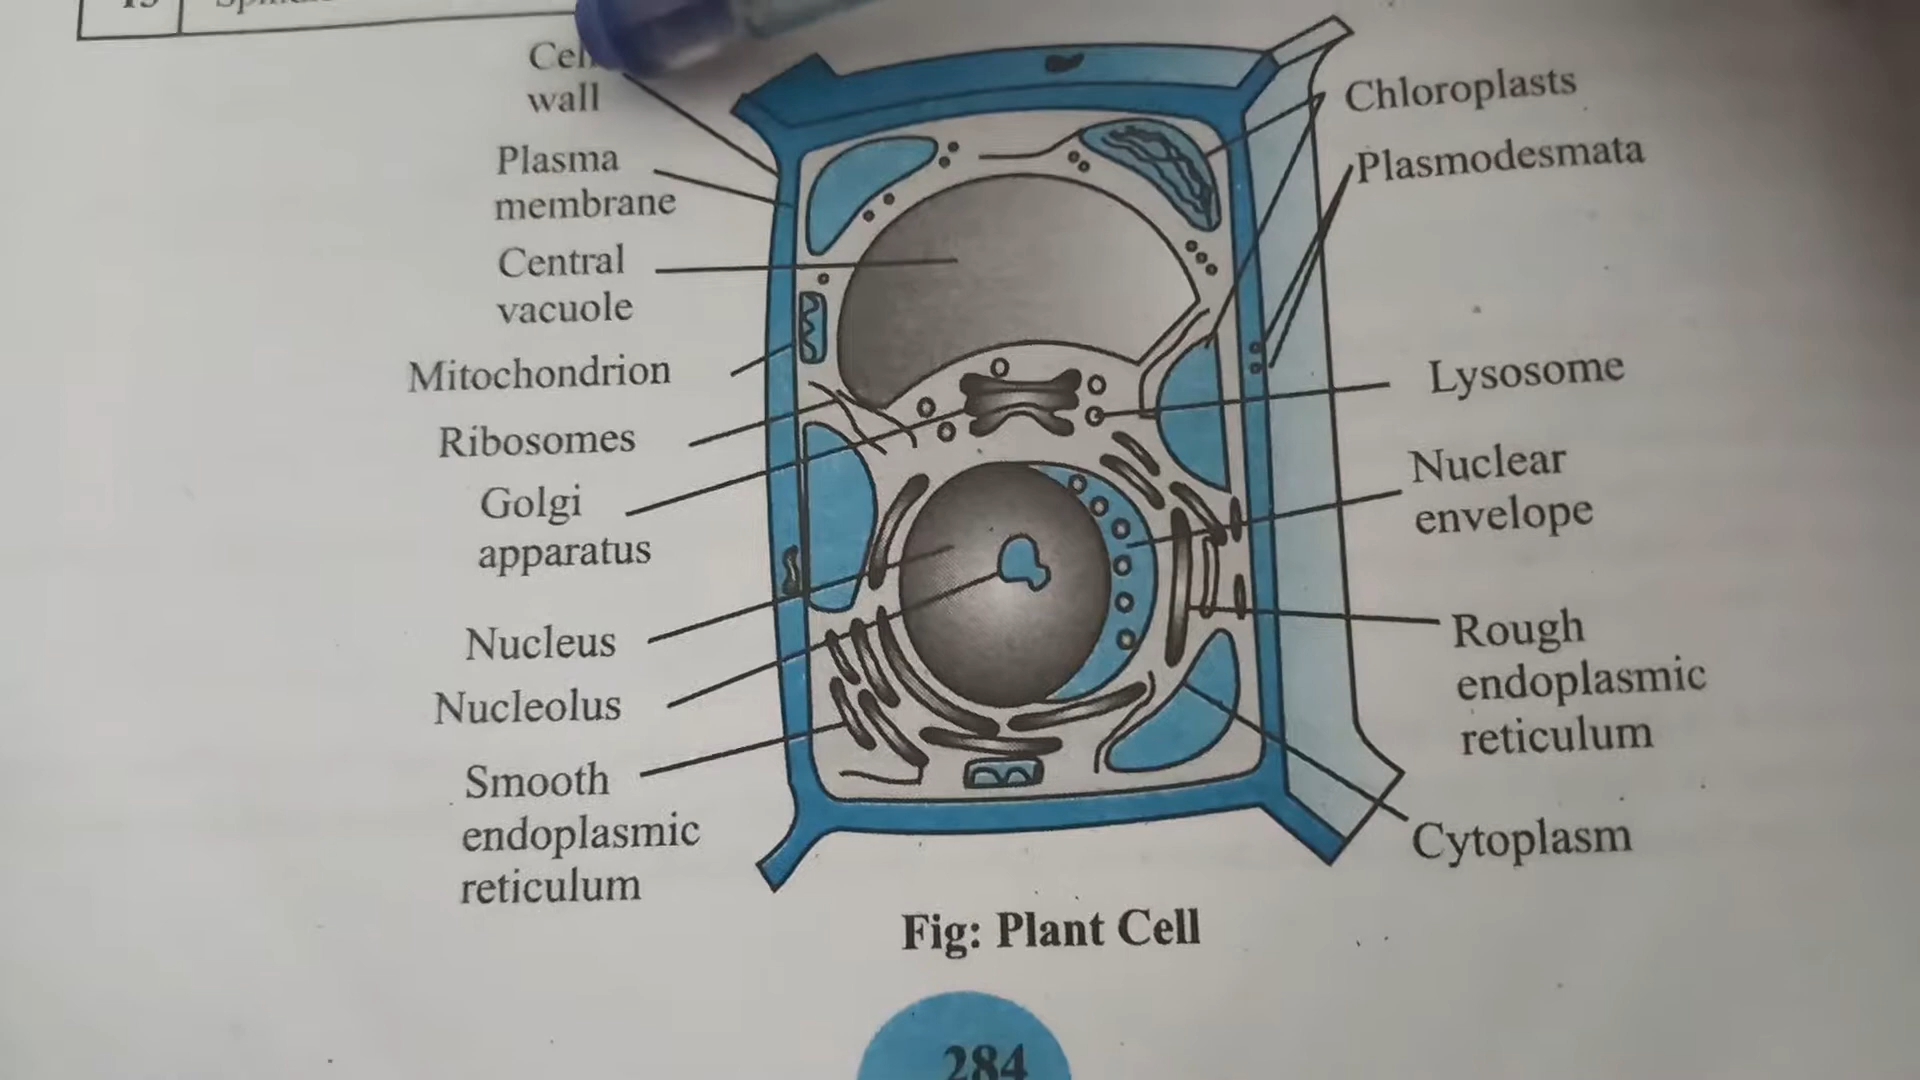 wall
Plasma
membrane
Central
vacuole
Mitochondrion
Ribosomes
Golgi
apparatus
Nucleus
Nucleolus
Smooth
endoplasmic
reticulum
Chloroplasts
Plasmodesmata
Lysosome
Nuclear
envelope
Rough
endoplasmic
reticulum
Cytoplasm
Fig: Plant Cell
284